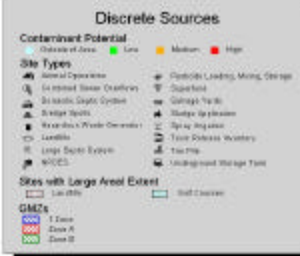 Discrete Sources
Contaminant Potential
Outside of Area Low Medium High
Site Types
Animal Operations
Combined Sewer Overflows
Domestic Septic System
Dredge Spoils
Hazardous Waste Generator
Landfills
Large Septic System
NPDES
Pesticide Loading, Mixing, Storage
Superfund
Salvage Yards
Sludge Application
Spray Irrigation
Toxic Release Inventory
Tire Pile
Underground Storage Tank
Sites with Large Areal Extent
Landfills Golf Courses
GMZs
Zone A
Zone B